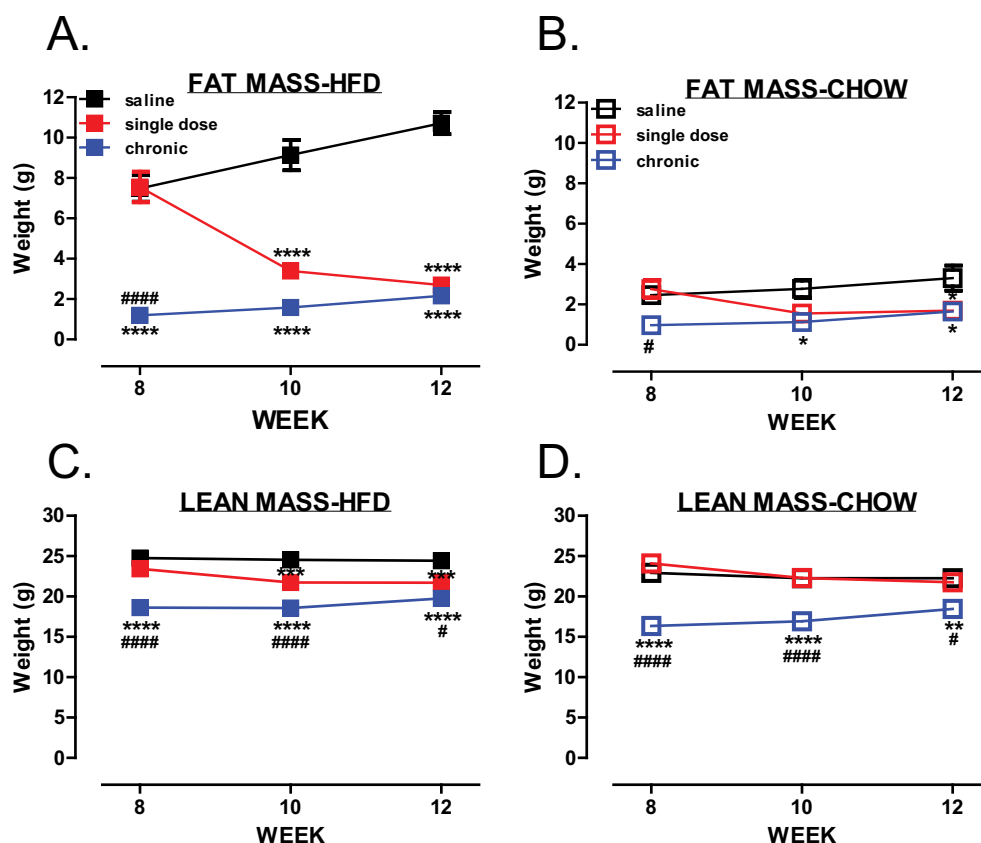 A.
FAT MASS-HFD
saline
single dose
chronic
Weight (g)
12
10
8
6
4
2
0
****
****
####
****
****
****
8 10 12
WEEK
B.
FAT MASS-CHOW
saline
single dose
chronic
Weight (g)
12
10
8
6
4
2
0
*
#
*
*
8 10 12
WEEK
C.
LEAN MASS-HFD
Weight (g)
30
25
20
15
10
5
0
***
***
****
####
****
####
****
#
8 10 12
WEEK
D.
LEAN MASS-CHOW
Weight (g)
30
25
20
15
10
5
0
****
####
****
####
**
#
8 10 12
WEEK